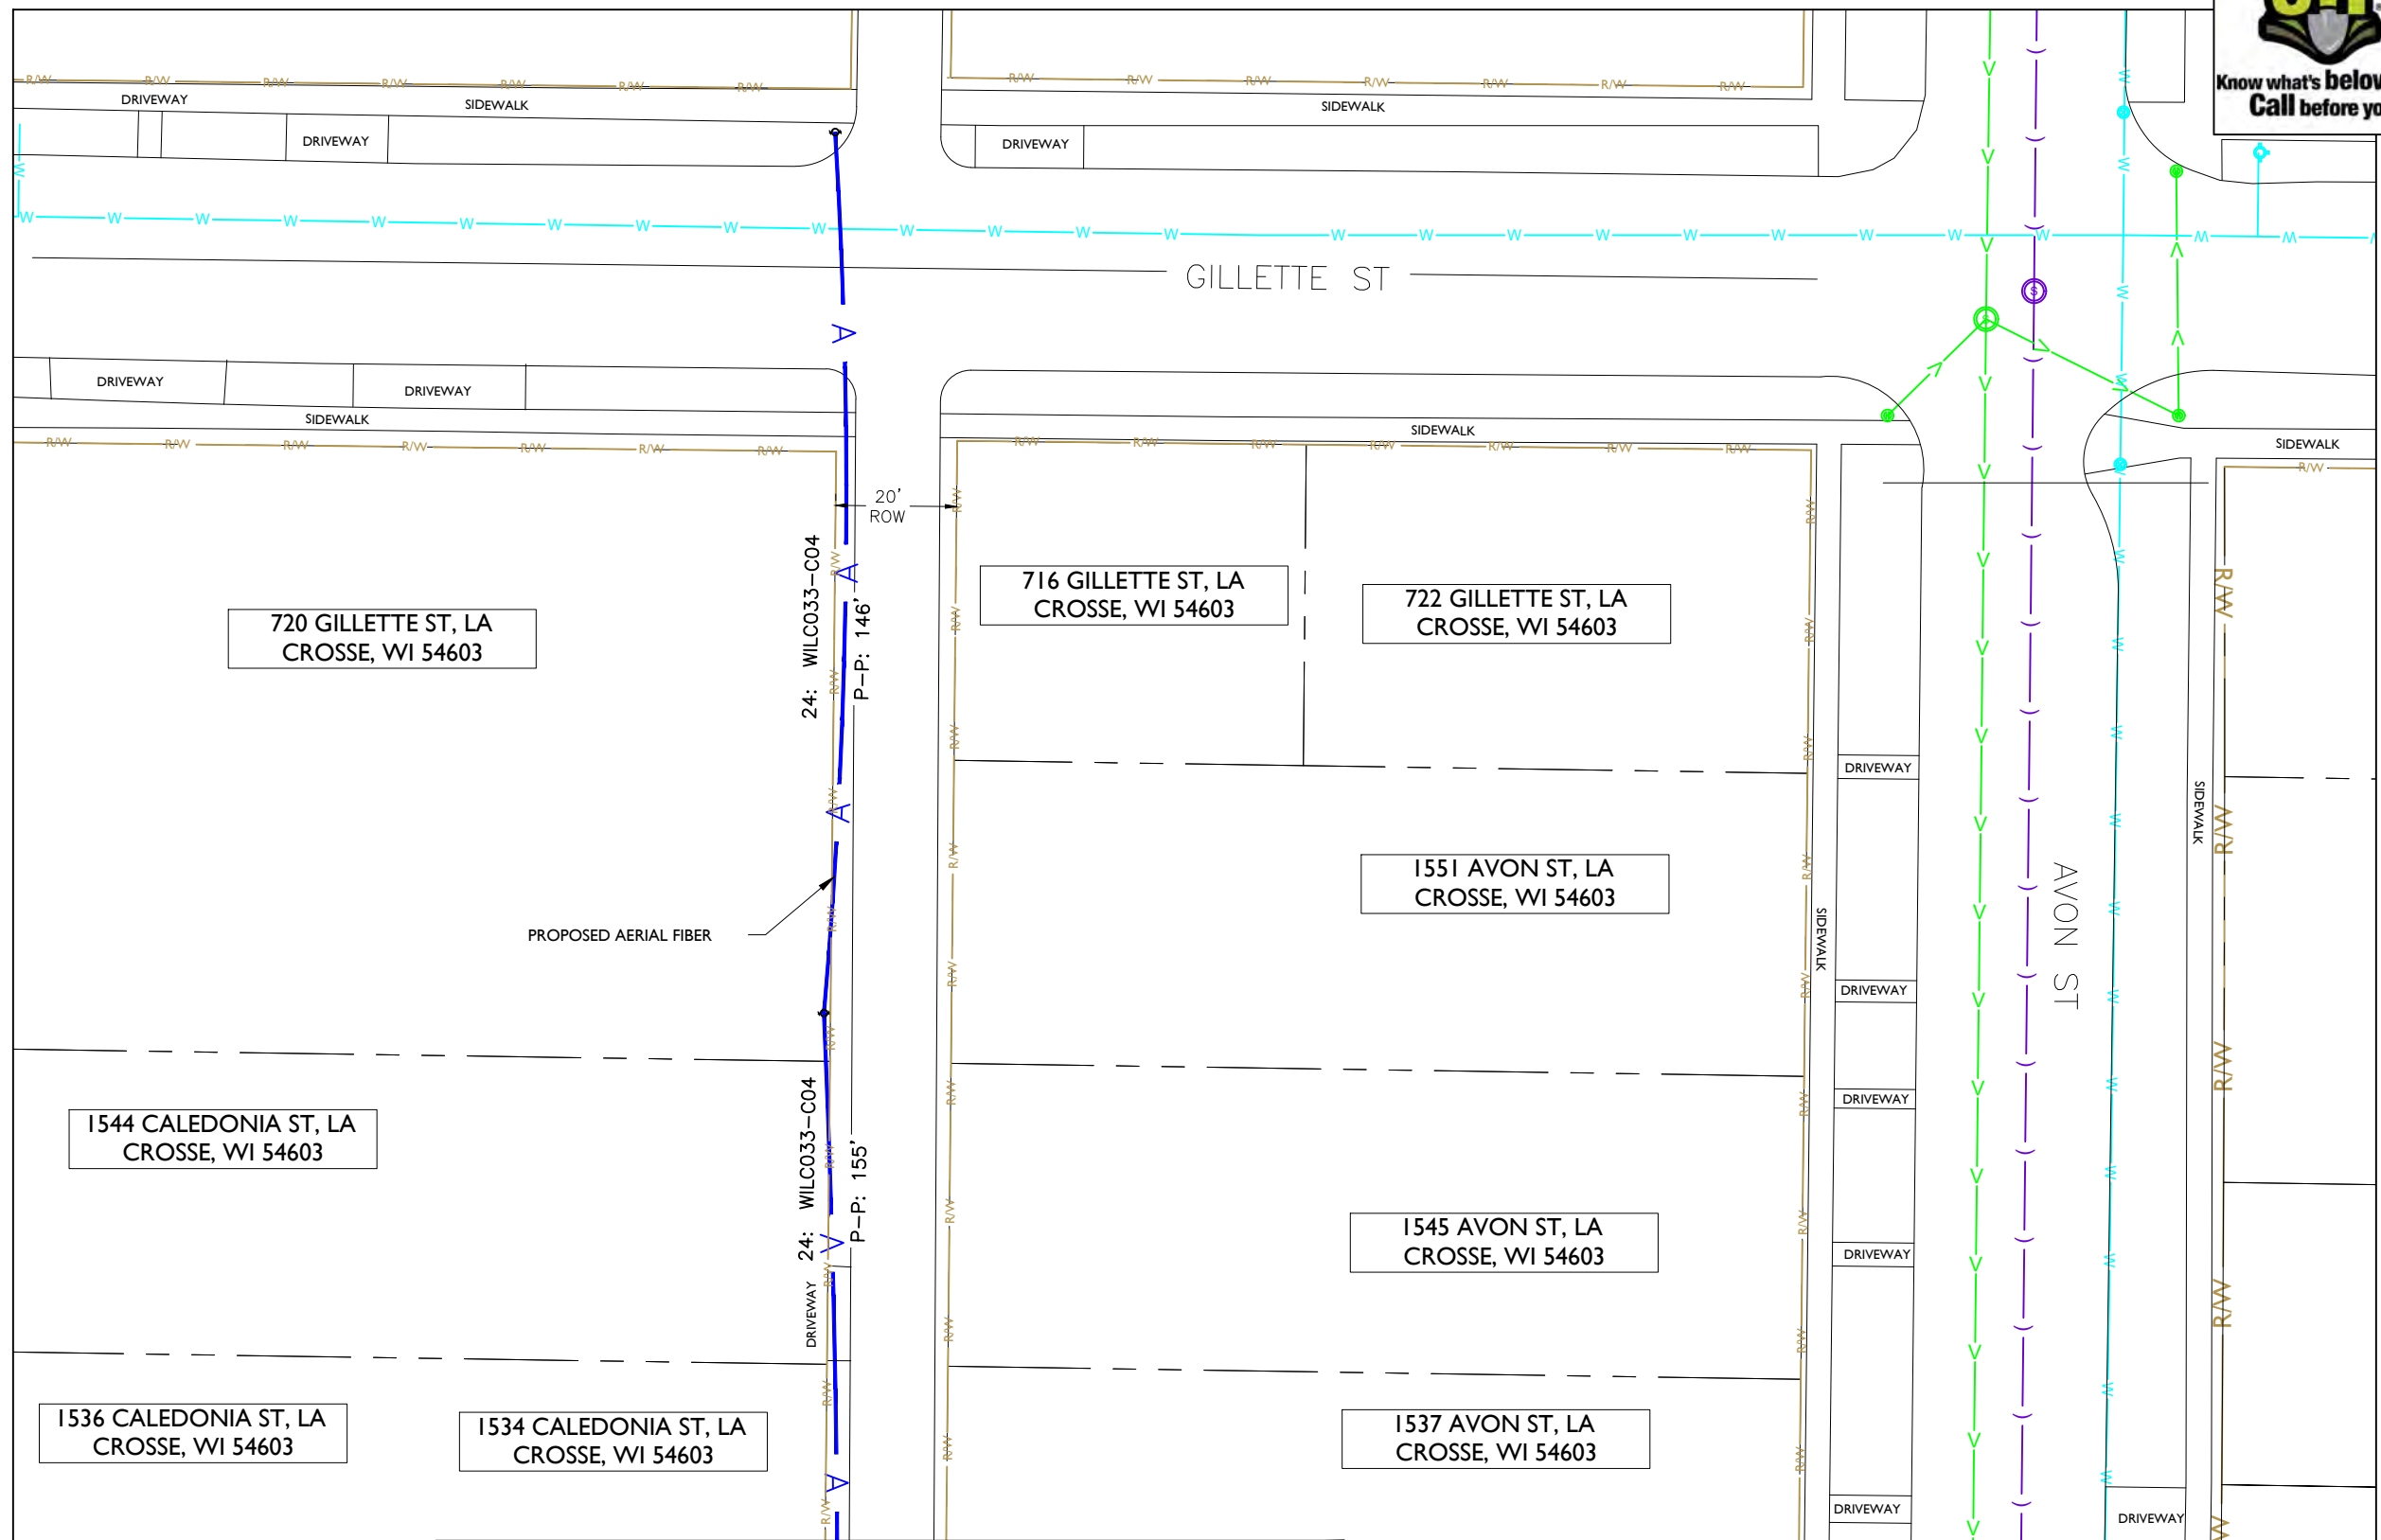 Know what's below
Call before yo
R/W R/W R/W R/W R/W R/W R/W
R/W R/W R/W R/W R/W R/W R/W
DRIVEWAY
SIDEWALK
SIDEWALK
DRIVEWAY
DRIVEWAY
W W W W W W W W W W W W W W W W W W W W W W W W W W
GILLETTE ST
A
S
S
DRIVEWAY
DRIVEWAY
SIDEWALK
SIDEWALK
SIDEWALK
R/W R/W R/W R/W R/W R/W R/W
R/W R/W R/W R/W R/W R/W R/W
R/W
20'
ROW
24: WILC033-C04
P-P: 146'
A
A
720 GILLETTE ST, LA
CROSSE, WI 54603
716 GILLETTE ST, LA
CROSSE, WI 54603
722 GILLETTE ST, LA
CROSSE, WI 54603
DRIVEWAY
SIDEWALK
R/W
R/W
R/W
R/W
1551 AVON ST, LA
CROSSE, WI 54603
AVON ST
SIDEWALK
PROPOSED AERIAL FIBER
DRIVEWAY
DRIVEWAY
1544 CALEDONIA ST, LA
CROSSE, WI 54603
24: WILC033-C04
P-P: 155'
A
1545 AVON ST, LA
CROSSE, WI 54603
DRIVEWAY
DRIVEWAY
1536 CALEDONIA ST, LA
CROSSE, WI 54603
1534 CALEDONIA ST, LA
CROSSE, WI 54603
1537 AVON ST, LA
CROSSE, WI 54603
A
DRIVEWAY
DRIVEWAY